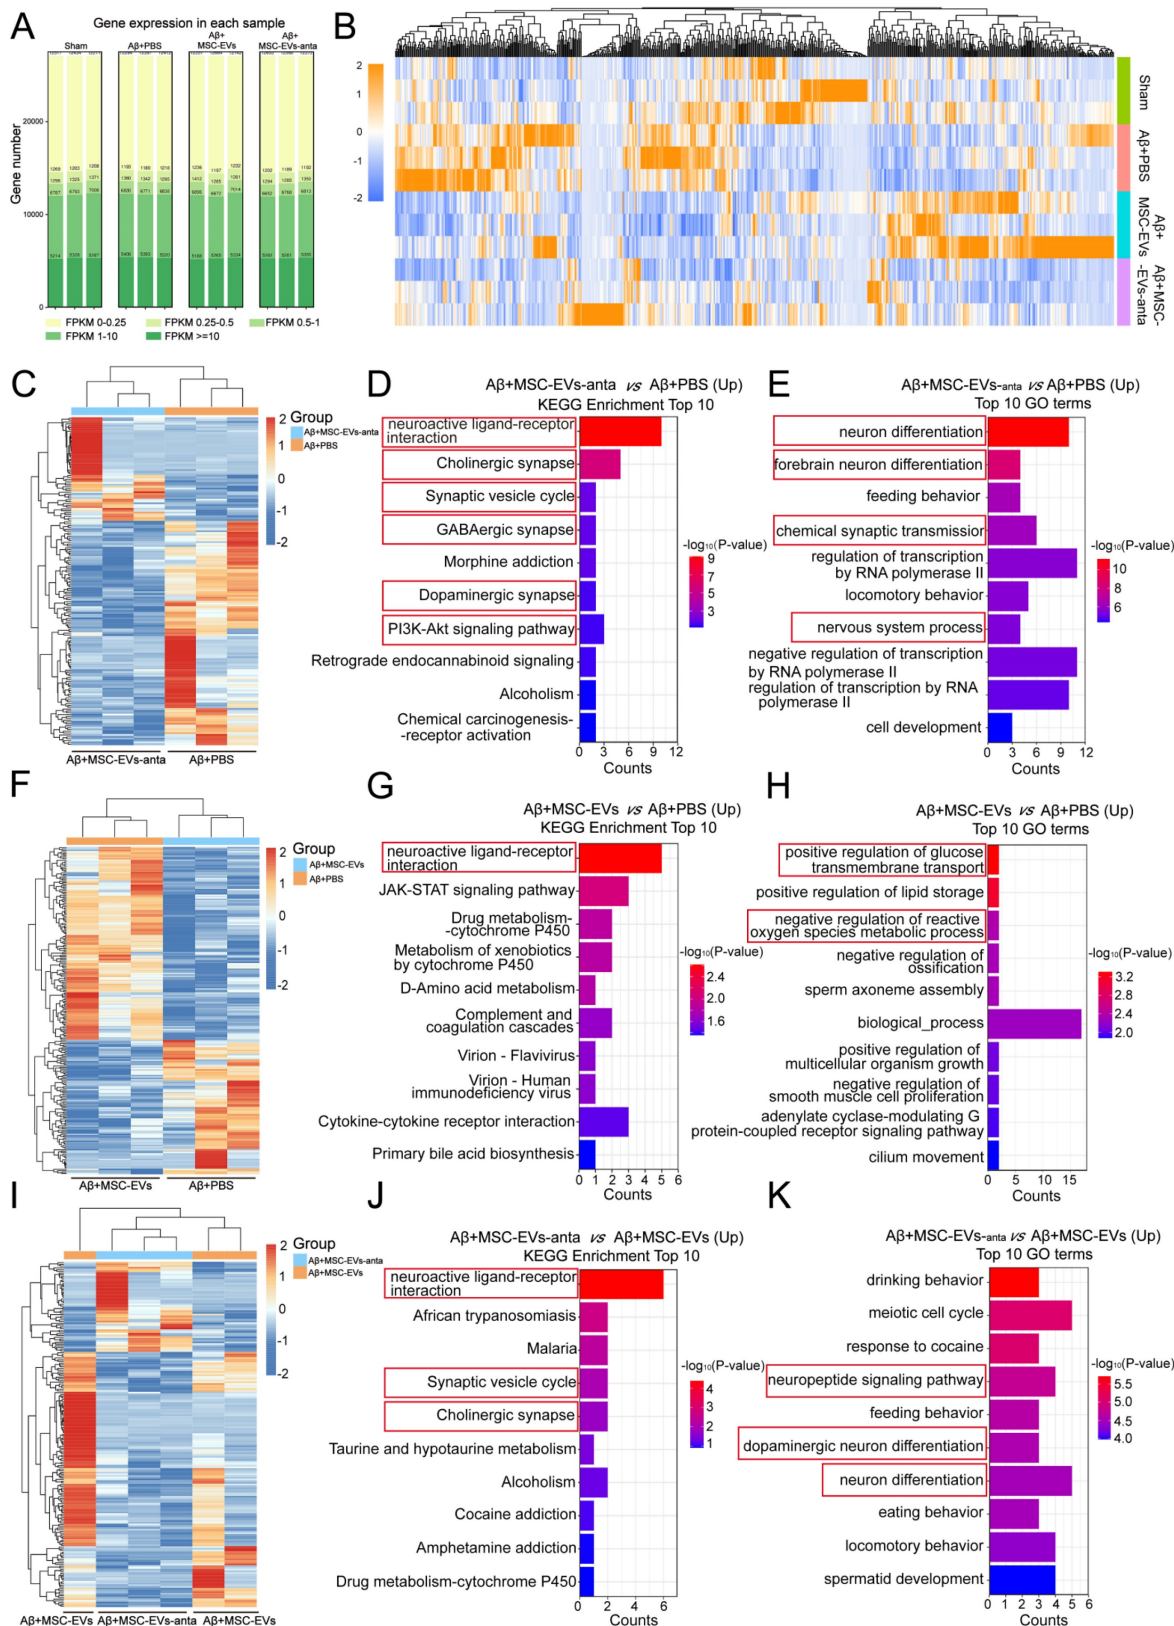 A
Gene expression in each sample
Sham
Aβ+PBS
Aβ+
MSC-EVs
Aβ+
MSC-EVs-anta
Gene number
20000
10000
0
FPKM 0-0.25
FPKM 0.25-0.5
FPKM 0.5-1
FPKM 1-10
FPKM >=10
B
2
1
0
-1
-2
Sham
Aβ+PBS
Aβ+
MSC-EVs
Aβ+MSC-
-EVs-anta
C
2
1
0
-1
-2
Group
Aβ+MSC-EVs-anta
Aβ+PBS
Aβ+MSC-EVs-anta
Aβ+PBS
D
Aβ+MSC-EVs-anta vs Aβ+PBS (Up)
KEGG Enrichment Top 10
neuroactive ligand-receptor
interaction
Cholinergic synapse
Synaptic vesicle cycle
GABAergic synapse
Morphine addiction
Dopaminergic synapse
PI3K-Akt signaling pathway
Retrograde endocannabinoid signaling
Alcoholism
Chemical carcinogenesis-
-receptor activation
0 3 6 9 12
Counts
-log₁₀(P-value)
9
7
5
3
E
Aβ+MSC-EVs-anta vs Aβ+PBS (Up)
Top 10 GO terms
neuron differentiation
forebrain neuron differentiation
feeding behavior
chemical synaptic transmission
regulation of transcription
by RNA polymerase II
locomotory behavior
nervous system process
negative regulation of transcription
by RNA polymerase II
regulation of transcription by RNA
polymerase II
cell development
0 3 6 9 12
Counts
-log₁₀(P-value)
10
8
6
F
2
1
0
-1
-2
Group
Aβ+MSC-EVs
Aβ+PBS
Aβ+MSC-EVs
Aβ+PBS
G
Aβ+MSC-EVs vs Aβ+PBS (Up)
KEGG Enrichment Top 10
neuroactive ligand-receptor
interaction
JAK-STAT signaling pathway
Drug metabolism-
-cytochrome P450
Metabolism of xenobiotics
by cytochrome P450
D-Amino acid metabolism
Complement and
coagulation cascades
Virion - Flavivirus
Virion - Human
immunodeficiency virus
Cytokine-cytokine receptor interaction
Primary bile acid biosynthesis
0 1 2 3 4 5 6
Counts
-log₁₀(P-value)
2.4
2.0
1.6
H
Aβ+MSC-EVs vs Aβ+PBS (Up)
Top 10 GO terms
positive regulation of glucose
transmembrane transport
positive regulation of lipid storage
negative regulation of reactive
oxygen species metabolic process
negative regulation of
ossification
sperm axoneme assembly
biological_process
positive regulation of
multicellular organism growth
negative regulation of
smooth muscle cell proliferation
adenylate cyclase-modulating G
protein-coupled receptor signaling pathway
cilium movement
0 5 10 15
Counts
-log₁₀(P-value)
3.2
2.8
2.4
2.0
I
2
1
0
-1
-2
Group
Aβ+MSC-EVs-anta
Aβ+MSC-EVs
Aβ+MSC-EVs
Aβ+MSC-EVs-anta
Aβ+MSC-EVs
J
Aβ+MSC-EVs-anta vs Aβ+MSC-EVs (Up)
KEGG Enrichment Top 10
neuroactive ligand-receptor
interaction
African trypanosomiasis
Malaria
Synaptic vesicle cycle
Cholinergic synapse
Taurine and hypotaurine metabolism
Alcoholism
Cocaine addiction
Amphetamine addiction
Drug metabolism-cytochrome P450
0 2 4 6
Counts
-log₁₀(P-value)
4
3
2
1
K
Aβ+MSC-EVs-anta vs Aβ+MSC-EVs (Up)
Top 10 GO terms
drinking behavior
meiotic cell cycle
response to cocaine
neuropeptide signaling pathway
feeding behavior
dopaminergic neuron differentiation
neuron differentiation
eating behavior
locomotory behavior
spermatid development
0 1 2 3 4 5 6
Counts
-log₁₀(P-value)
5.5
5.0
4.5
4.0